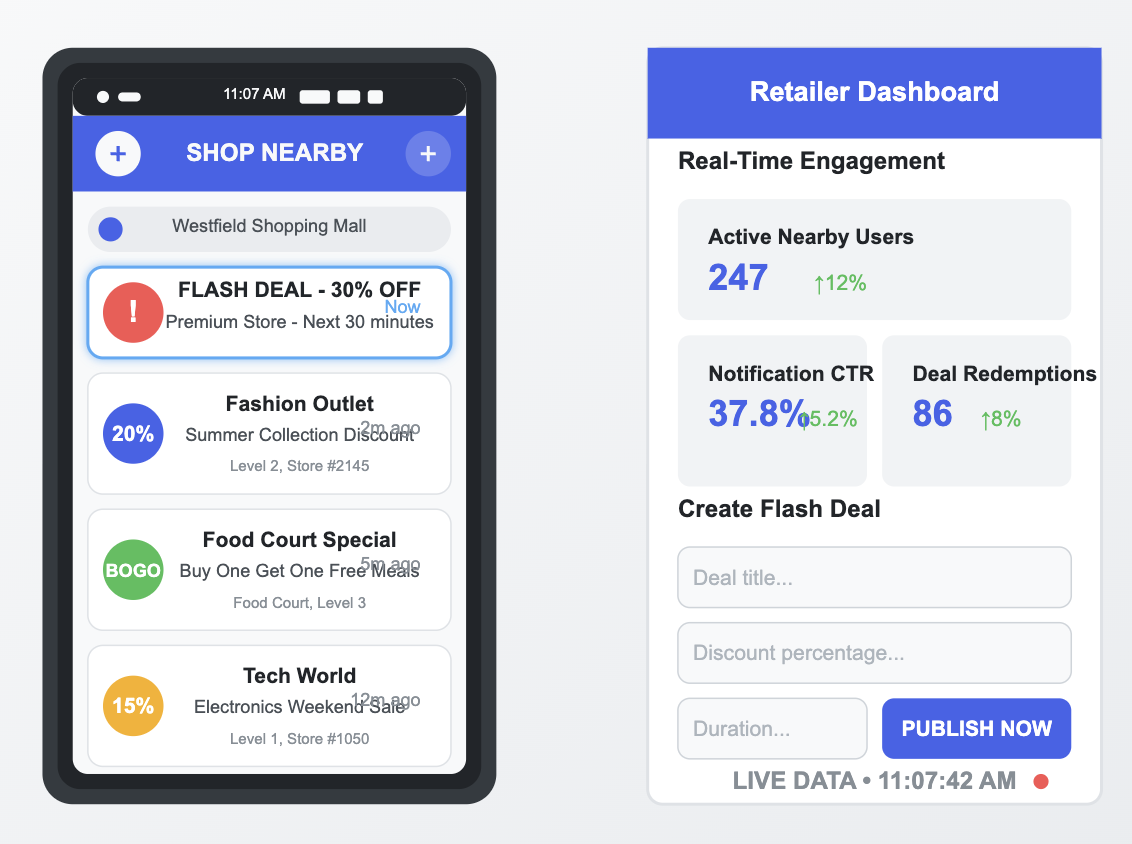 11:07 AM
+
SHOP NEARBY
+
Westfield Shopping Mall
!
FLASH DEAL - 30% OFF
Now
Premium Store - Next 30 minutes
20%
Fashion Outlet
2m ago
Summer Collection Discount
Level 2, Store #2145
BOGO
Food Court Special
5m ago
Buy One Get One Free Meals
Food Court, Level 3
15%
Tech World
12m ago
Electronics Weekend Sale
Level 1, Store #1050
Retailer Dashboard
Real-Time Engagement
Active Nearby Users
247 ↑12%
Notification CTR
37.8% ↑5.2%
Deal Redemptions
86 ↑8%
Create Flash Deal
Deal title...
Discount percentage...
Duration...
PUBLISH NOW
LIVE DATA • 11:07:42 AM